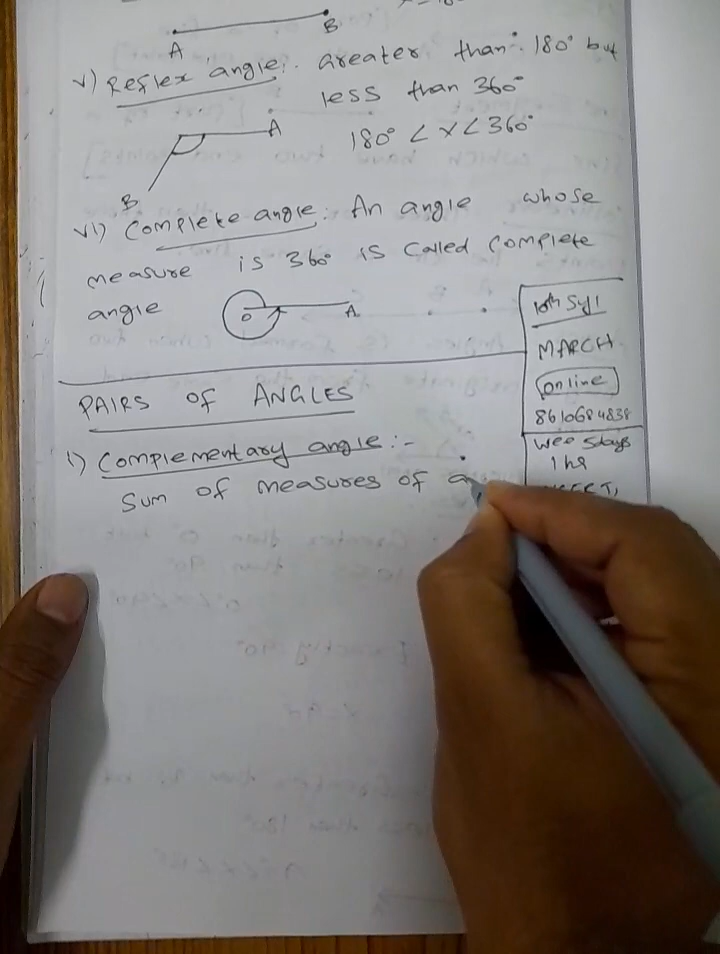 A B
v) Reflex angle: Greater than 180° but
less than 360°
180° < x < 360°
A
B
vi) Complete angle: An angle whose
measure is 360° is called complete
angle
O A
10th Syll
MARCH
online
8610684838
PAIRS OF ANGLES
i) Complementary angle :-
Sum of measures of a
1 hr